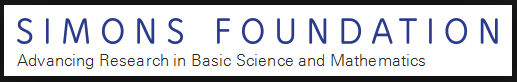 SIMONS FOUNDATION
Advancing Research in Basic Science and Mathematics